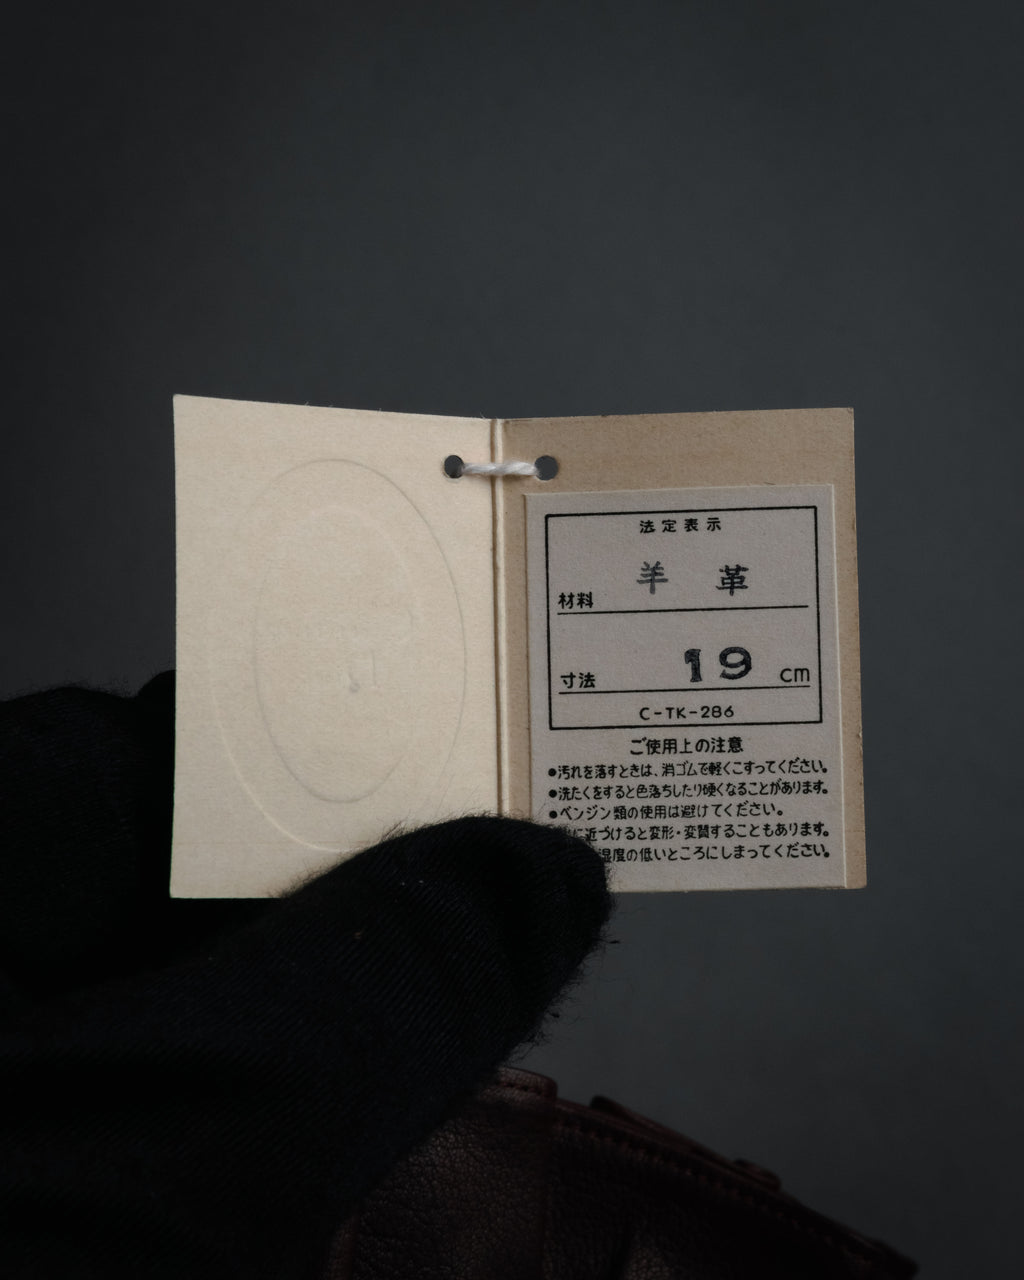 法定表示
羊 革
材料
19 cm
寸法
C-TK-286
ご使用上の注意
●汚れを落すときは、消ゴムで軽くこすってください。
●洗たくをすると色落ちしたり硬くなることがあります。
●ベンジン類の使用は避けてください。
に近づけると変形・変質することもあります。
湿度の低いところにしまってください。